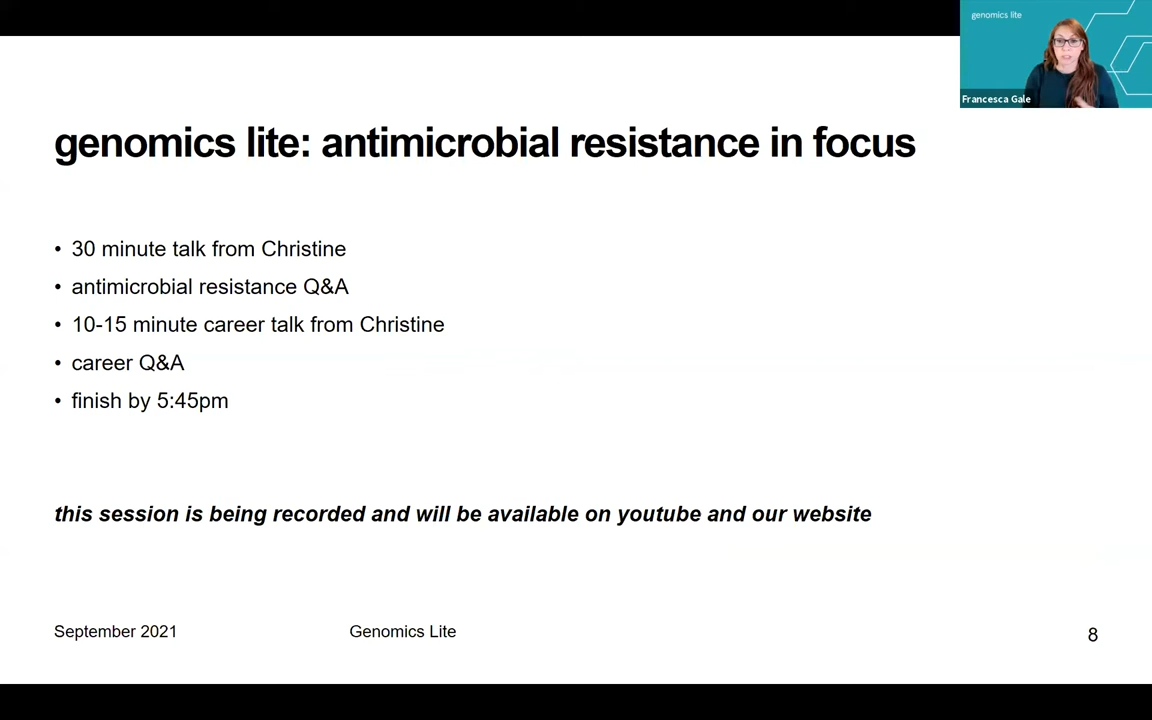 genomics lite
Francesca Gale
genomics lite: antimicrobial resistance in focus
• 30 minute talk from Christine
• antimicrobial resistance Q&A
• 10-15 minute career talk from Christine
• career Q&A
• finish by 5:45pm
this session is being recorded and will be available on youtube and our website
September 2021
Genomics Lite
8